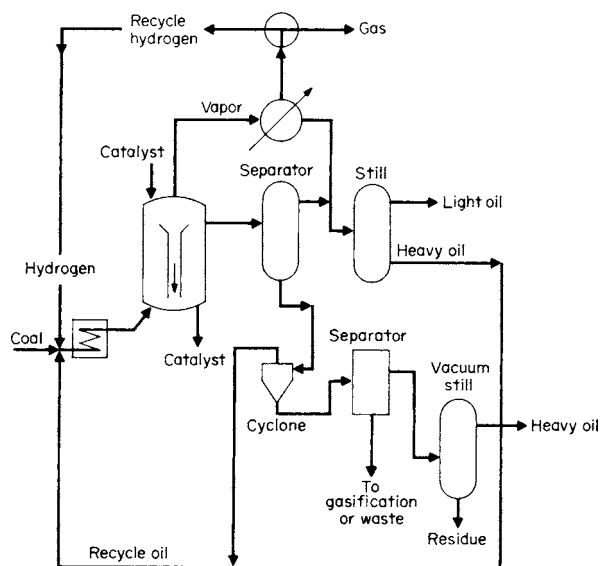 Recycle
hydrogen
Gas
Vapor
Catalyst
Separator
Still
Light oil
Heavy oil
Hydrogen
Coal
Catalyst
Separator
Vacuum
still
Cyclone
Heavy oil
To
gasification
or waste
Residue
Recycle oil